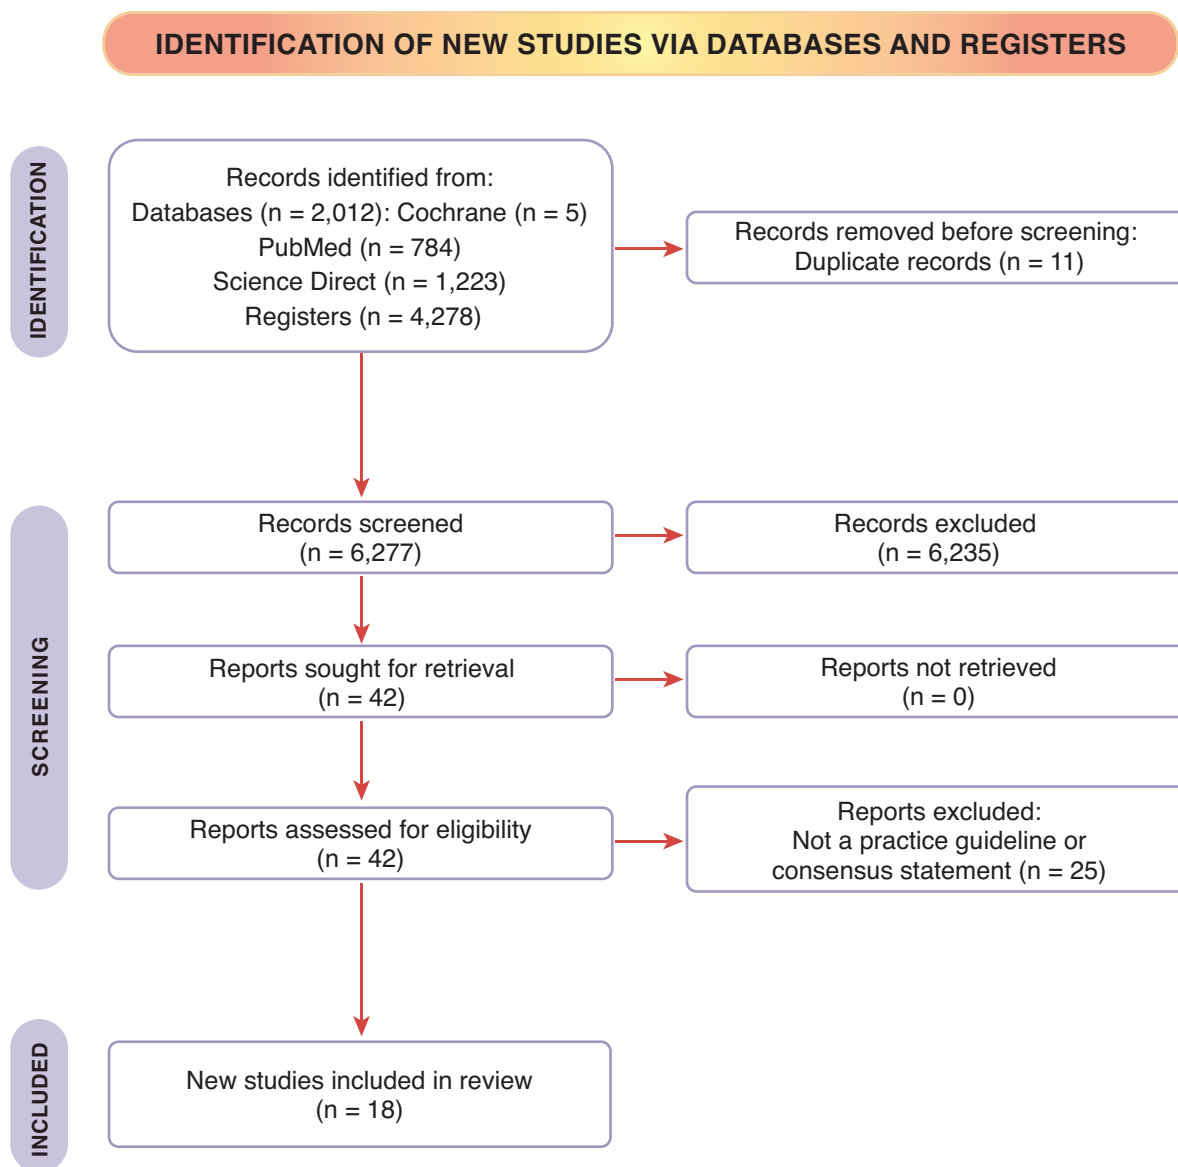 IDENTIFICATION OF NEW STUDIES VIA DATABASES AND REGISTERS
IDENTIFICATION
Records identified from:
Databases (n = 2,012): Cochrane (n = 5)
PubMed (n = 784)
Science Direct (n = 1,223)
Registers (n = 4,278)
Records removed before screening:
Duplicate records (n = 11)
SCREENING
Records screened
(n = 6,277)
Records excluded
(n = 6,235)
Reports sought for retrieval
(n = 42)
Reports not retrieved
(n = 0)
Reports assessed for eligibility
(n = 42)
Reports excluded:
Not a practice guideline or
consensus statement (n = 25)
INCLUDED
New studies included in review
(n = 18)